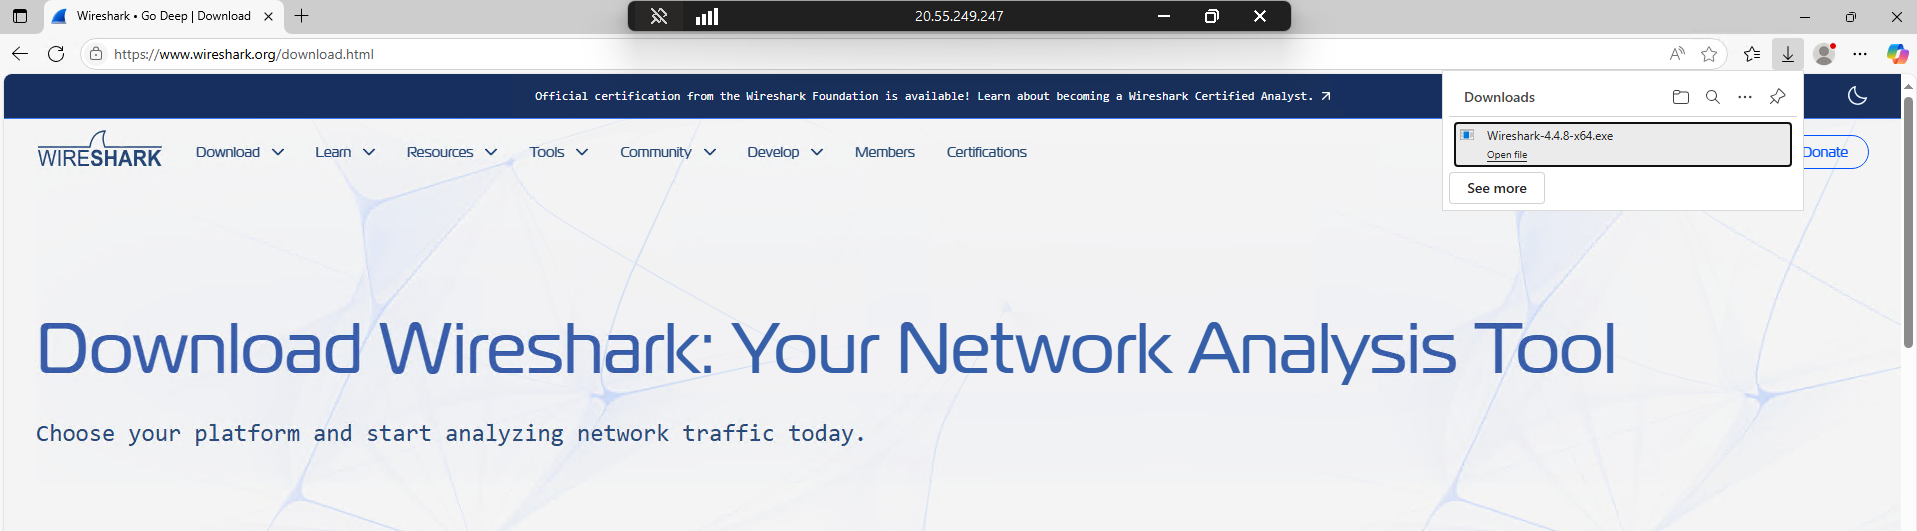 Wireshark • Go Deep | Download
20.55.249.247
https://www.wireshark.org/download.html
Official certification from the Wireshark Foundation is available! Learn about becoming a Wireshark Certified Analyst.
Downloads
Wireshark-4.4.8-x64.exe
Open file
See more
WIRESHARK
Download
Learn
Resources
Tools
Community
Develop
Members
Certifications
Donate
Download Wireshark: Your Network Analysis Tool
Choose your platform and start analyzing network traffic today.